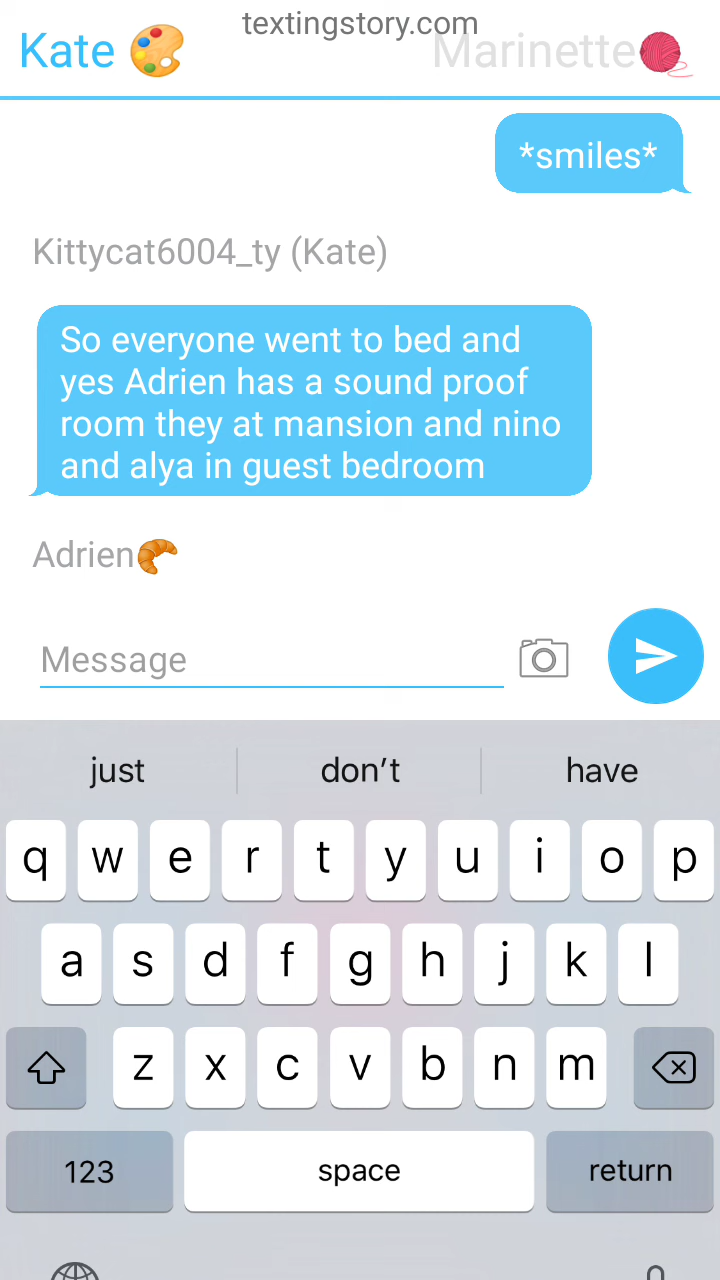 textingstory.com
Kate 🎨 Marinette🧶
*smiles*
Kittycat6004_ty (Kate)
So everyone went to bed and
yes Adrien has a sound proof
room they at mansion and nino
and alya in guest bedroom
Adrien🥐
Message
just don't have
q w e r t y u i o p
a s d f g h j k l
z x c v b n m
123 space return